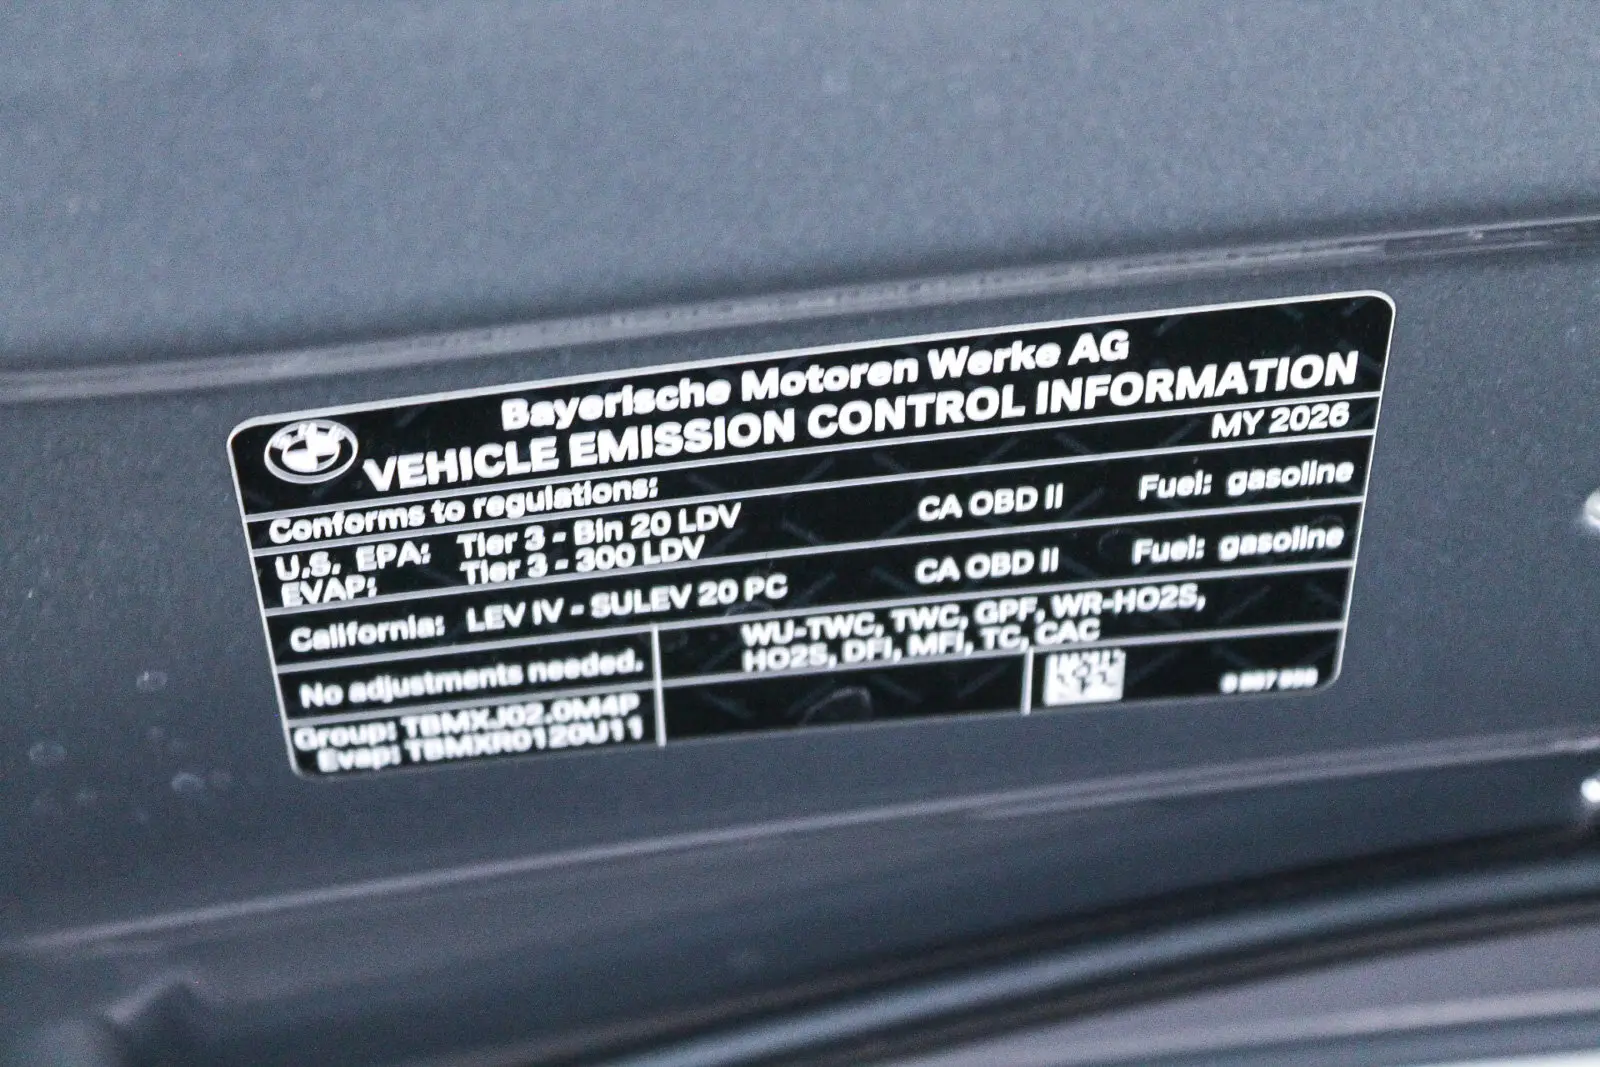 Bayerische Motoren Werke AG
VEHICLE EMISSION CONTROL INFORMATION
MY 2026
Conforms to regulations:
U.S. EPA: Tier 3 - Bin 20 LDV CA OBD II Fuel: gasoline
EVAP: Tier 3 - 300 LDV
California: LEV IV - SULEV 20 PC CA OBD II Fuel: gasoline
No adjustments needed.
WU-TWC, TWC, GPF, WR-HO2S,
HO2S, DFI, MFI, TC, CAC
Group: TBMXJ02.0M4P
Evap: TBMXR0120U11